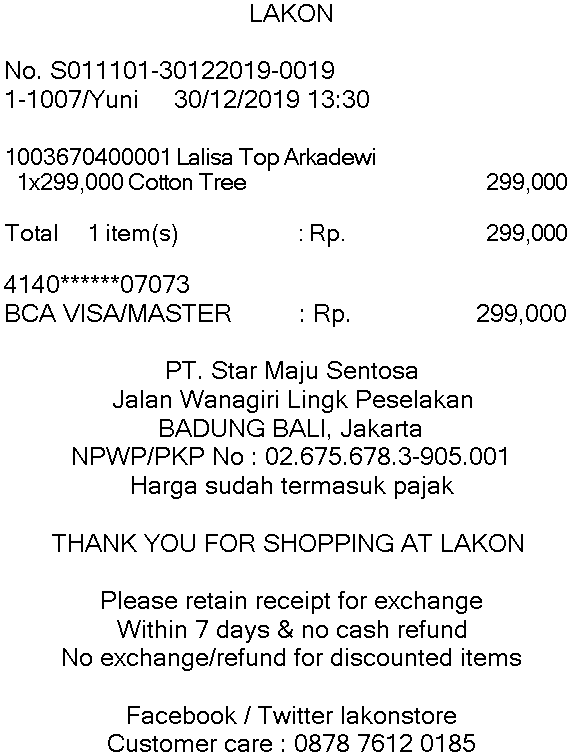 LAKON
No. S011101-30122019-0019
1-1007/Yuni 30/12/2019 13:30
1003670400001 Lalisa Top Arkadewi
1x299,000 Cotton Tree 299,000
Total 1 item(s) : Rp. 299,000
4140******07073
BCA VISA/MASTER : Rp. 299,000
PT. Star Maju Sentosa
Jalan Wanagiri Lingk Peselakan
BADUNG BALI, Jakarta
NPWP/PKP No : 02.675.678.3-905.001
Harga sudah termasuk pajak
THANK YOU FOR SHOPPING AT LAKON
Please retain receipt for exchange
Within 7 days & no cash refund
No exchange/refund for discounted items
Facebook / Twitter lakonstore
Customer care : 0878 7612 0185